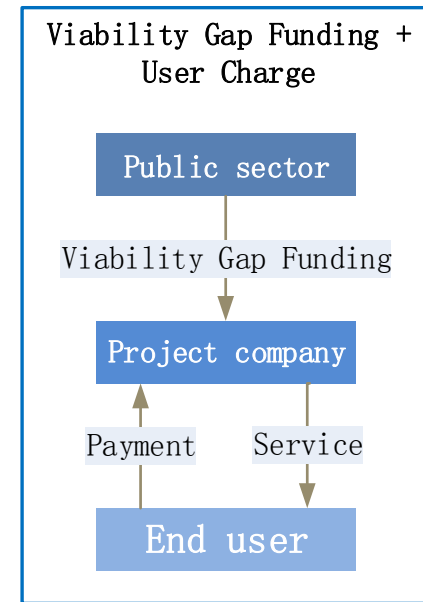 Viability Gap Funding +
User Charge
Public sector
Viability Gap Funding
Project company
Payment
Service
End user